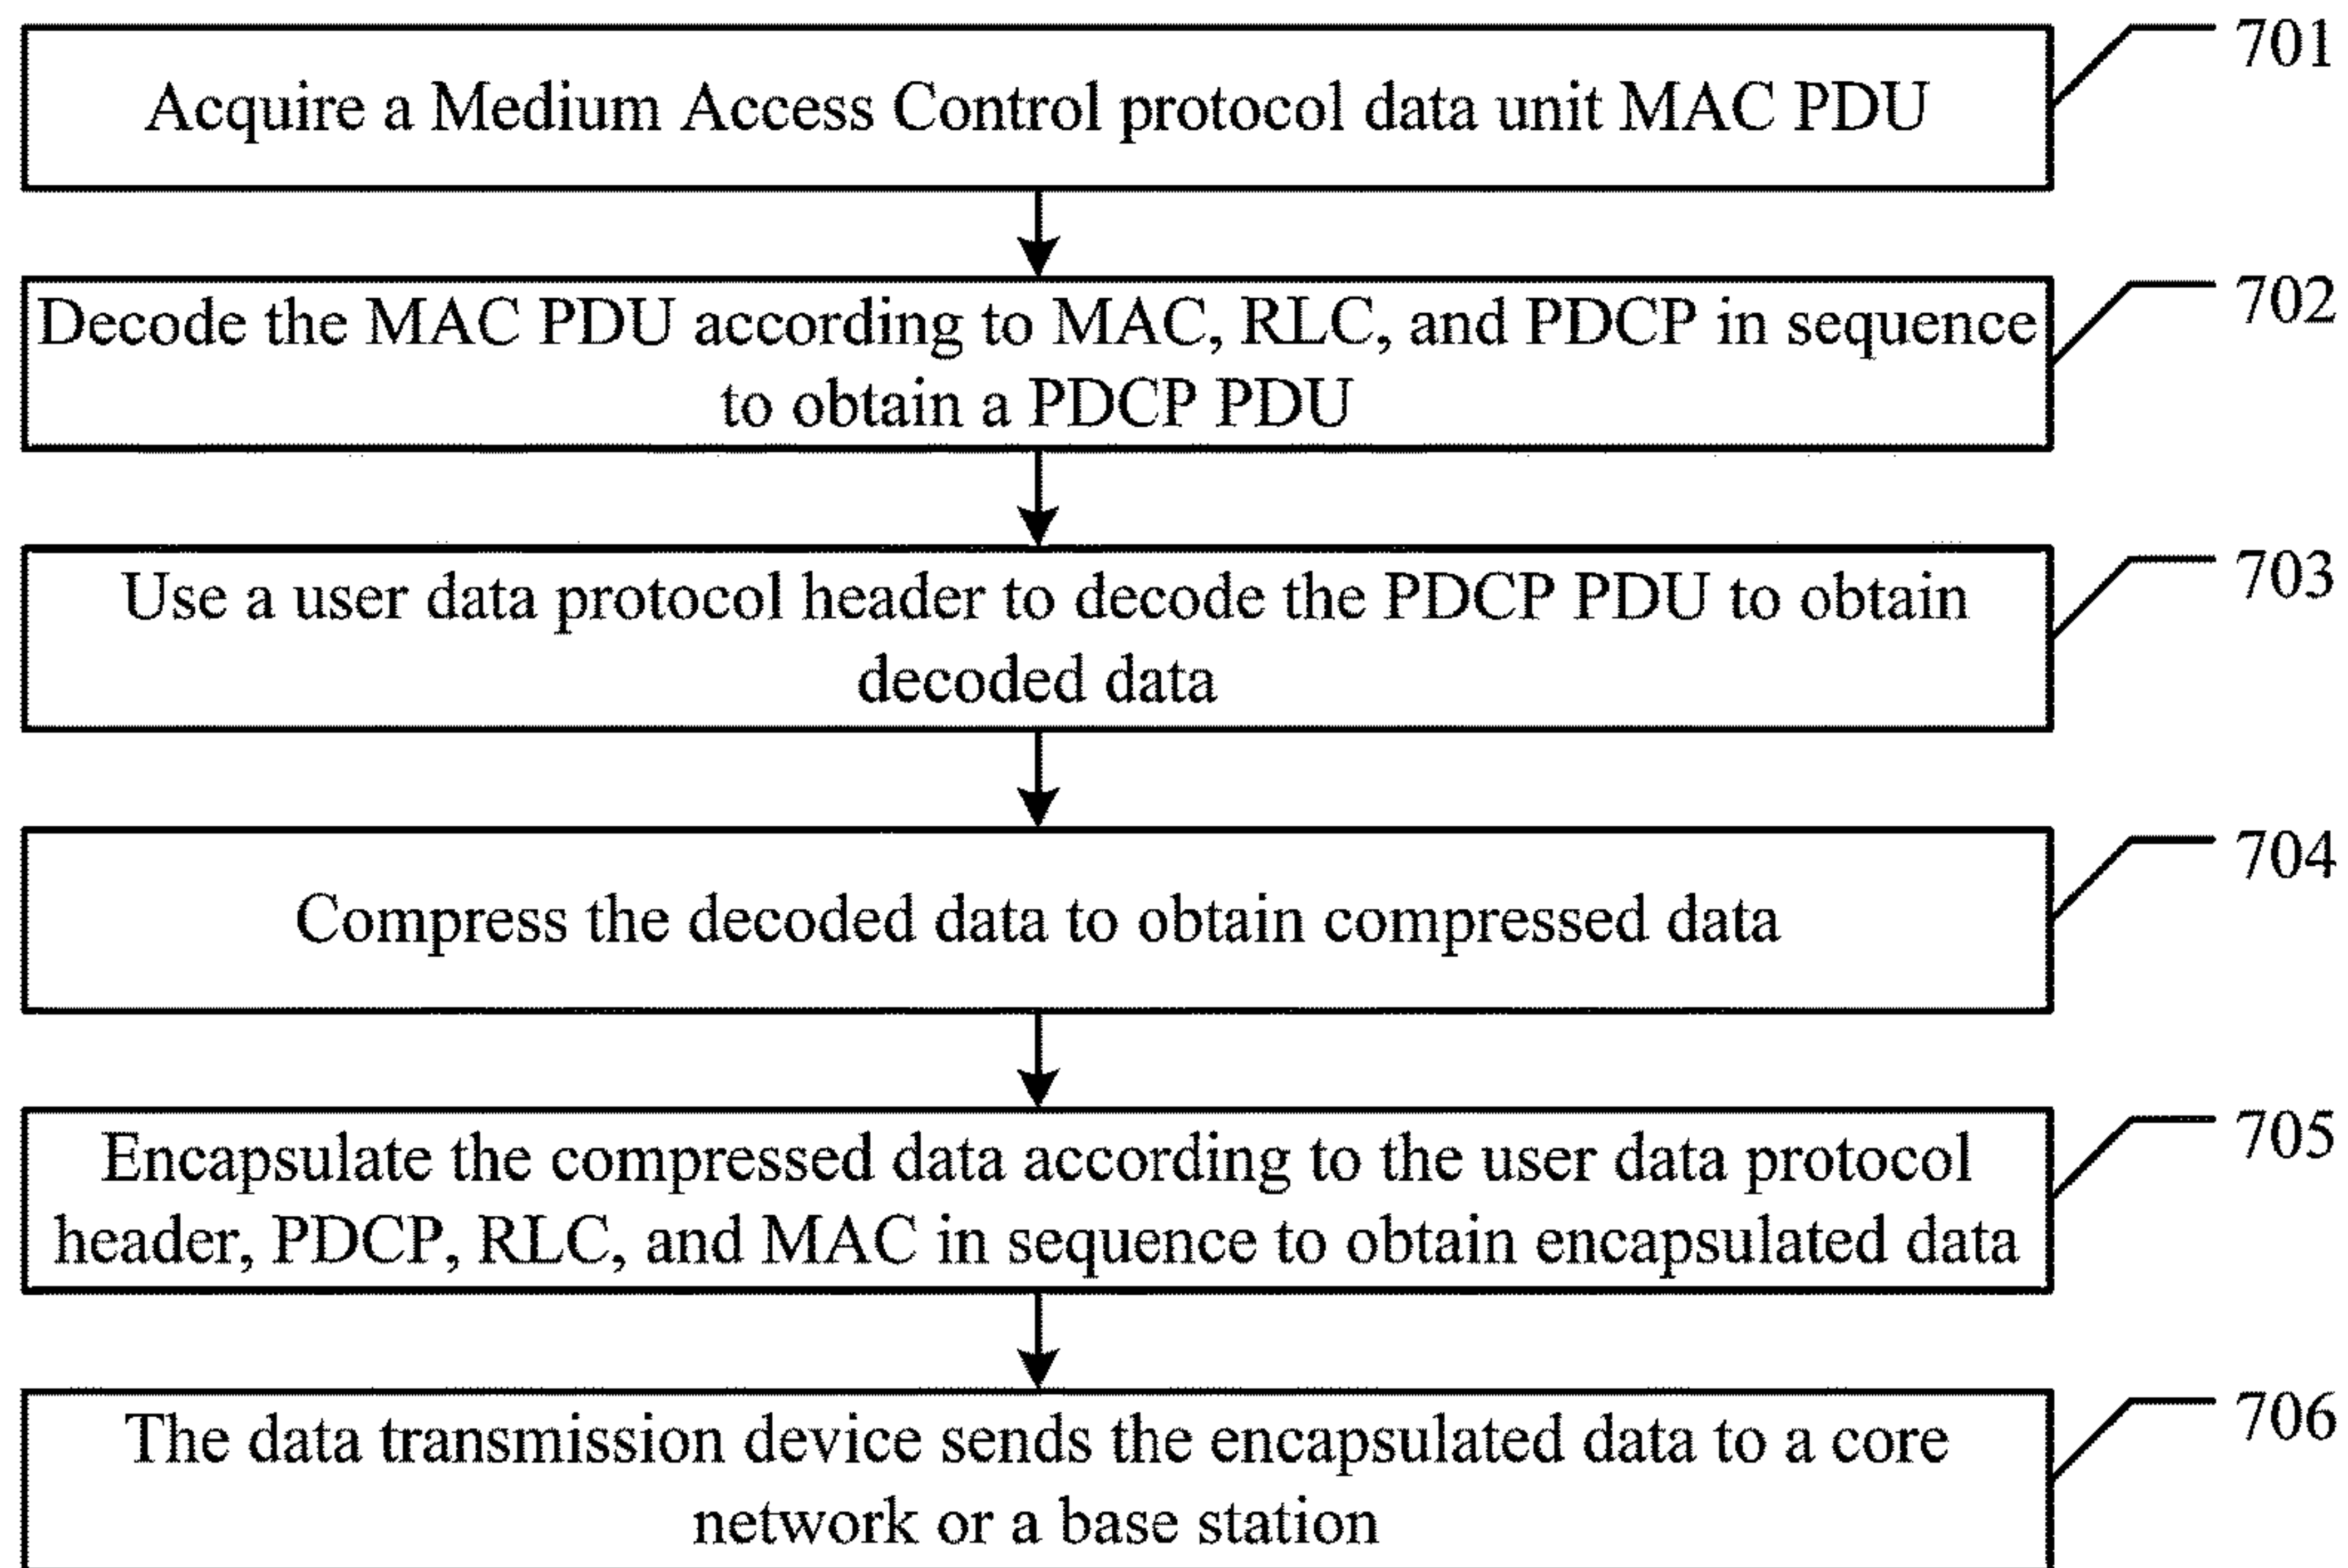 701
Acquire a Medium Access Control protocol data unit MAC PDU
702
Decode the MAC PDU according to MAC, RLC, and PDCP in sequence
to obtain a PDCP PDU
703
Use a user data protocol header to decode the PDCP PDU to obtain
decoded data
704
Compress the decoded data to obtain compressed data
705
Encapsulate the compressed data according to the user data protocol
header, PDCP, RLC, and MAC in sequence to obtain encapsulated data
706
The data transmission device sends the encapsulated data to a core
network or a base station